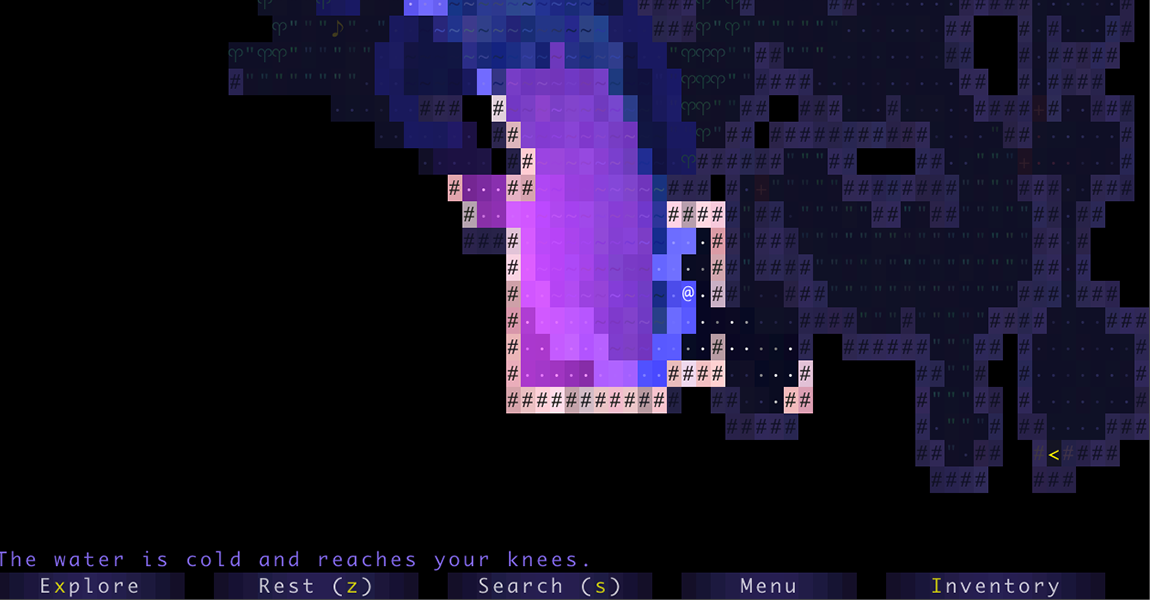 The water is cold and reaches your knees.
Explore Rest (z) Search (s) Menu Inventory